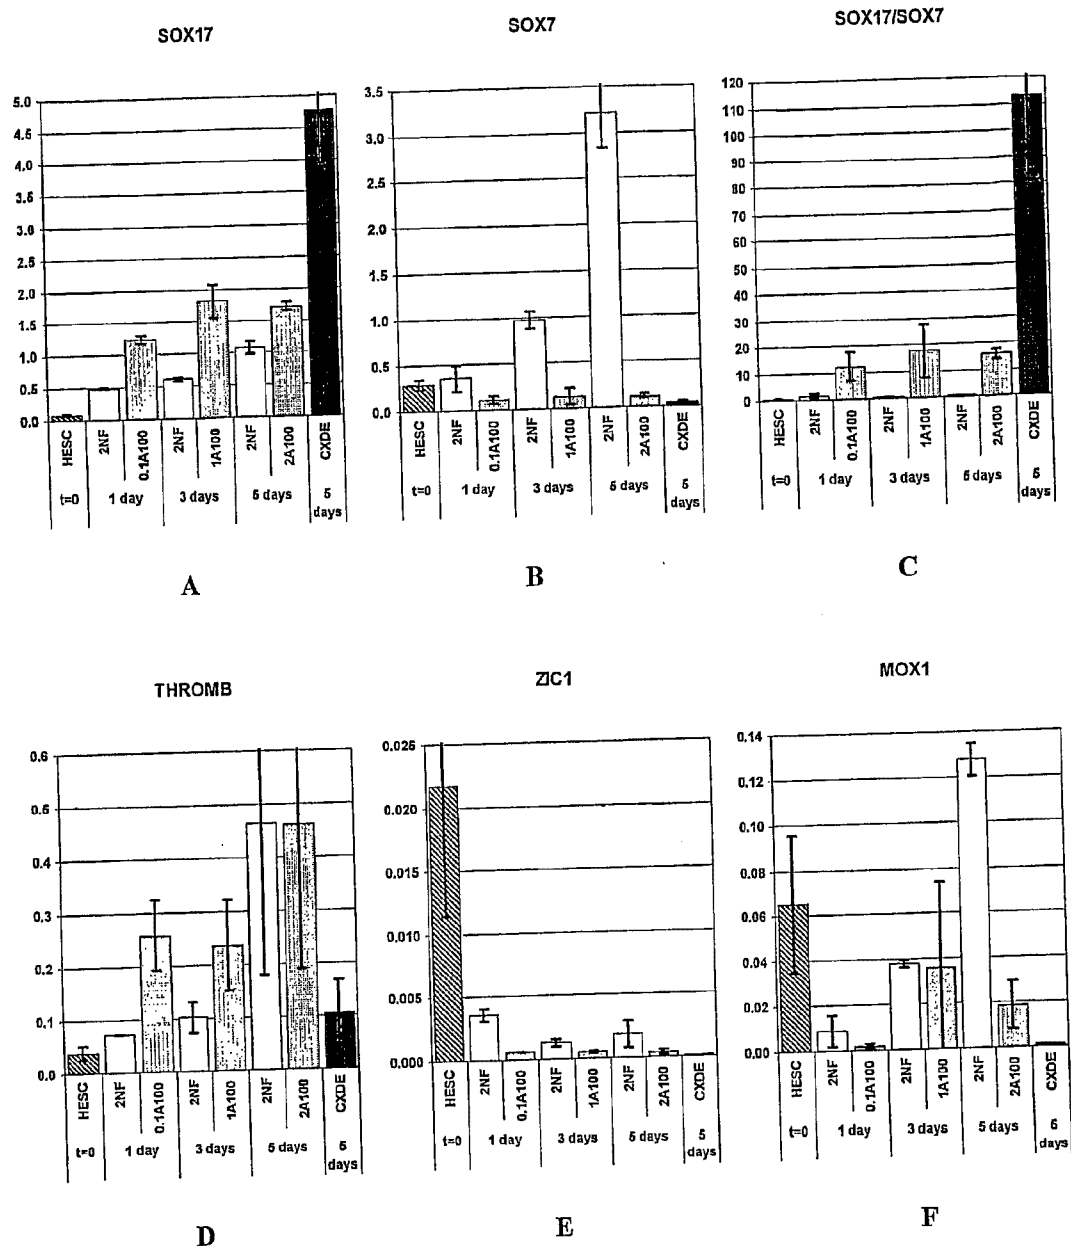 SOX17 SOX7 SOX17/SOX7
5.0
4.5
4.0
3.5
3.0
2.5
2.0
1.5
1.0
0.5
0.0
HESC 2NF 0.1A100 2NF 1A100 2NF 2A100 CXDE
t=0 1 day 3 days 5 days 5 days
A
3.5
3.0
2.5
2.0
1.5
1.0
0.5
0.0
HESC 2NF 0.1A100 2NF 1A100 2NF 2A100 CXDE
t=0 1 day 3 days 5 days 5 days
B
120
110
100
90
80
70
60
50
40
30
20
10
0
HESC 2NF 0.1A100 2NF 1A100 2NF 2A100 CXDE
t=0 1 day 3 days 5 days 5 days
C
THROMB ZIC1 MOX1
0.6
0.5
0.4
0.3
0.2
0.1
0.0
HESC 2NF 0.1A100 2NF 1A100 2NF 2A100 CXDE
t=0 1 day 3 days 5 days 5 days
D
0.025
0.020
0.015
0.010
0.005
0.000
HESC 2NF 0.1A100 2NF 1A100 2NF 2A100 CXDE
t=0 1 day 3 days 5 days 5 days
E
0.14
0.12
0.10
0.08
0.06
0.04
0.02
0.00
HESC 2NF 0.1A100 2NF 1A100 2NF 2A100 CXDE
t=0 1 day 3 days 5 days 5 days
F